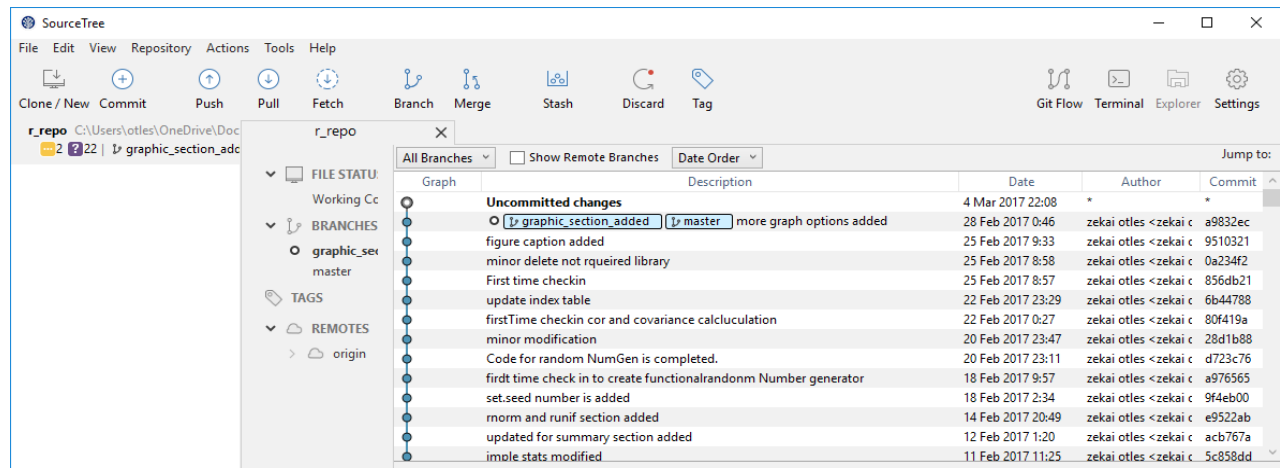 SourceTree
File Edit View Repository Actions Tools Help
Clone / New Commit Push Pull Fetch Branch Merge Stash Discard Tag Git Flow Terminal Explorer Settings
r_repo C:\Users\otles\OneDrive\Doc
2 ? 22 | graphic_section_add
r_repo
FILE STATU
Working Co
BRANCHES
graphic_sec
master
TAGS
REMOTES
origin
All Branches Show Remote Branches Date Order Jump to:
Graph Description Date Author Commit
Uncommitted changes 4 Mar 2017 22:08 * *
graphic_section_added master more graph options added 28 Feb 2017 0:46 zekai otles <zekai c a9832ec
figure caption added 25 Feb 2017 9:33 zekai otles <zekai c 9510321
minor delete not rqueired library 25 Feb 2017 8:58 zekai otles <zekai c 0a234f2
First time checkin 25 Feb 2017 8:57 zekai otles <zekai c 856db21
update index table 22 Feb 2017 23:29 zekai otles <zekai c 6b44788
firstTime checkin cor and covariance calcluculation 22 Feb 2017 0:27 zekai otles <zekai c 80f419a
minor modification 20 Feb 2017 23:47 zekai otles <zekai c 28d1b88
Code for random NumGen is completed. 20 Feb 2017 23:11 zekai otles <zekai c d723c76
firdt time check in to create functionalrandonm Number generator 18 Feb 2017 9:57 zekai otles <zekai c a976565
set.seed number is added 18 Feb 2017 2:34 zekai otles <zekai c 9f4eb00
rnorm and runif section added 14 Feb 2017 20:49 zekai otles <zekai c e9522ab
updated for summary section added 12 Feb 2017 1:20 zekai otles <zekai c acb767a
imple stats modified 11 Feb 2017 11:25 zekai otles <zekai c 5c858dd